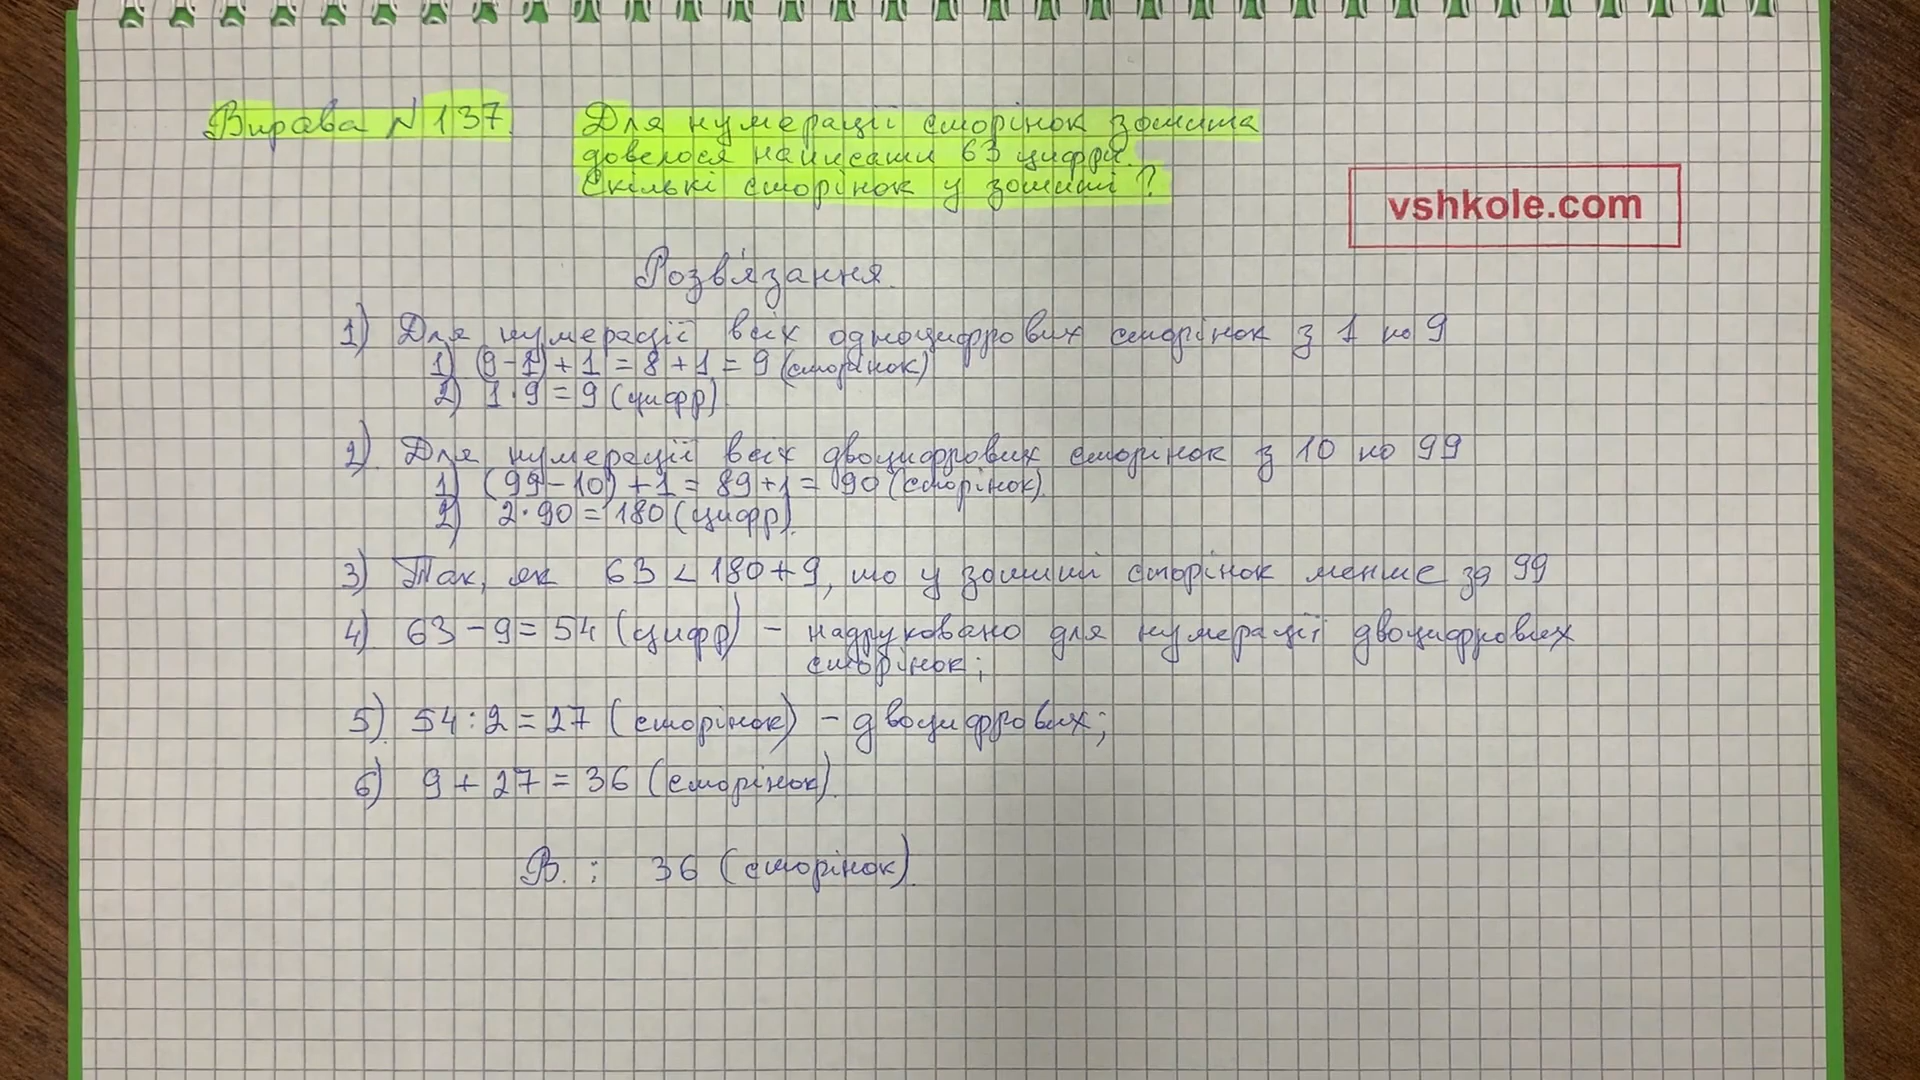 Вправа №137.
Для нумерації сторінок зошита
довелося написати 63 цифри.
Скількі сторінок у зошиті?
vshkole.com
Розв'язання.
1) Для нумерації всіх одноцифрових сторінок з 1 по 9
1) (9-1)+1=8+1=9 (сторінок)
2) 1·9=9 (цифр).
2). Для нумерації всіх двоцифрових сторінок з 10 по 99
1) (99-10)+1=89+1=90 (сторінок).
2) 2·90=180 (цифр).
3) Так, як 63<180+9, то у зошиті сторінок менше за 99
4) 63-9=54 (цифр) - надруковано для нумерації двоцифрових
сторінок;
5). 54:2=27 (сторінок) - двоцифрових;
6) 9+27=36 (сторінок).
В.: 36 (сторінок).